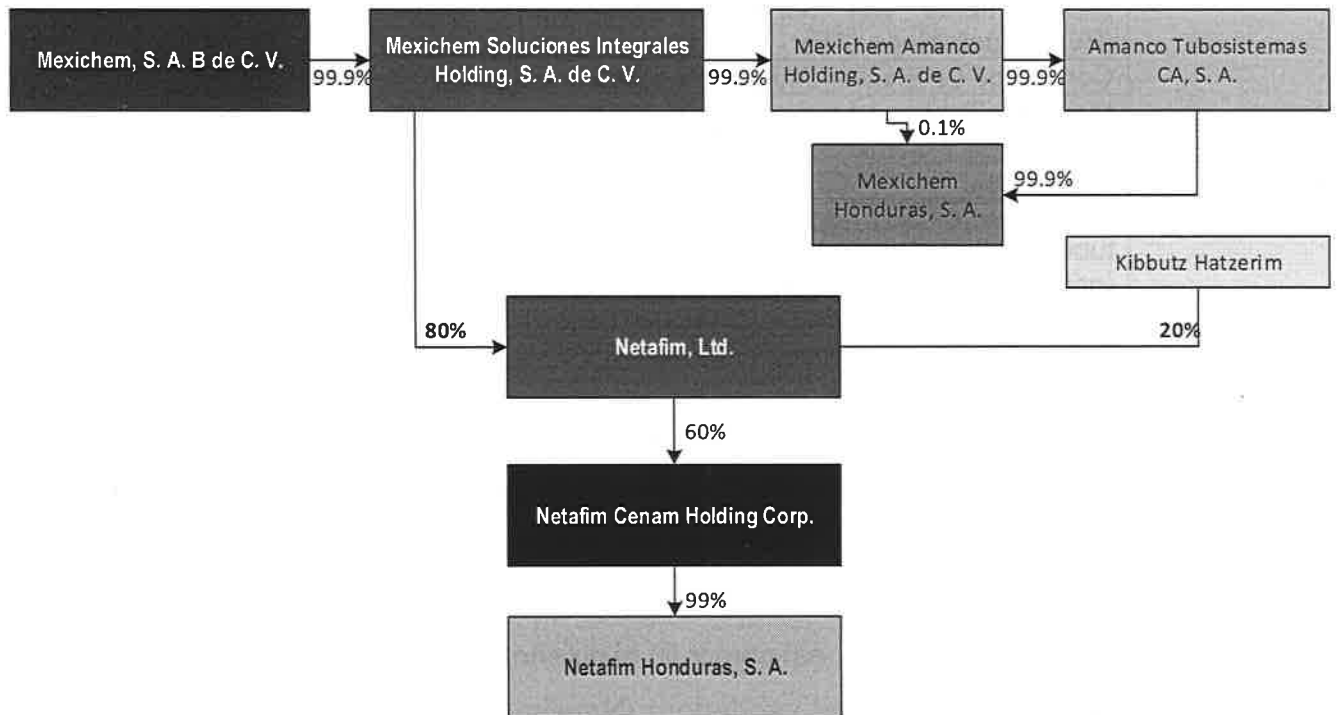 Mexichem, S. A. B de C. V.
99.9%
Mexichem Soluciones Integrales
Holding, S. A. de C. V.
99.9%
Mexichem Amanco
Holding, S. A. de C. V.
99.9%
Amanco Tubosistemas
CA, S. A.
0.1%
Mexichem
Honduras, S. A.
99.9%
Kibbutz Hatzerim
80%
Netafim, Ltd.
20%
60%
Netafim Cenam Holding Corp.
99%
Netafim Honduras, S. A.